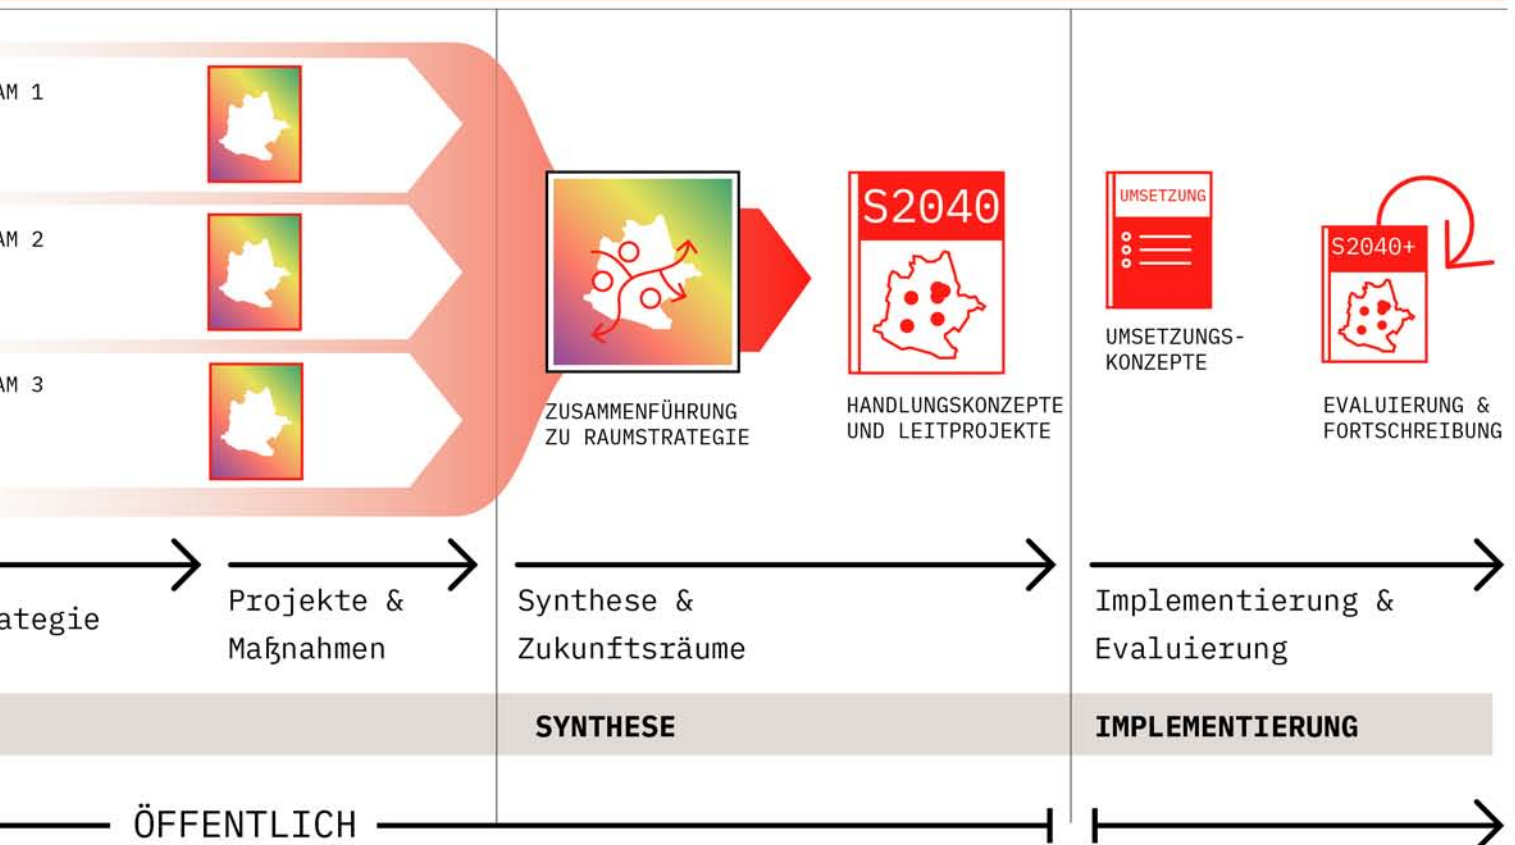 AM 1
AM 2
AM 3
S2040
UMSETZUNG
S2040+
UMSETZUNGS-
KONZEPTE
ZUSAMMENFÜHRUNG
ZU RAUMSTRATEGIE
HANDLUNGSKONZEPTE
UND LEITPROJEKTE
EVALUIERUNG &
FORTSCHREIBUNG
ategie
Projekte &
Maßnahmen
Synthese &
Zukunftsräume
Implementierung &
Evaluierung
SYNTHESE
IMPLEMENTIERUNG
ÖFFENTLICH